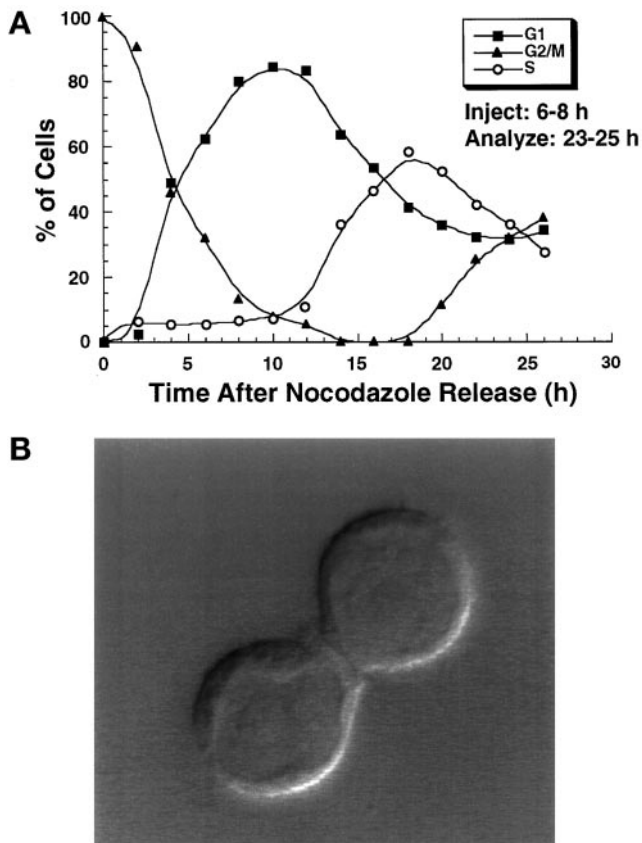 A
100
80
60
40
20
0
% of Cells
G1
G2/M
S
Inject: 6-8 h
Analyze: 23-25 h
0 5 10 15 20 25 30
Time After Nocodazole Release (h)
B